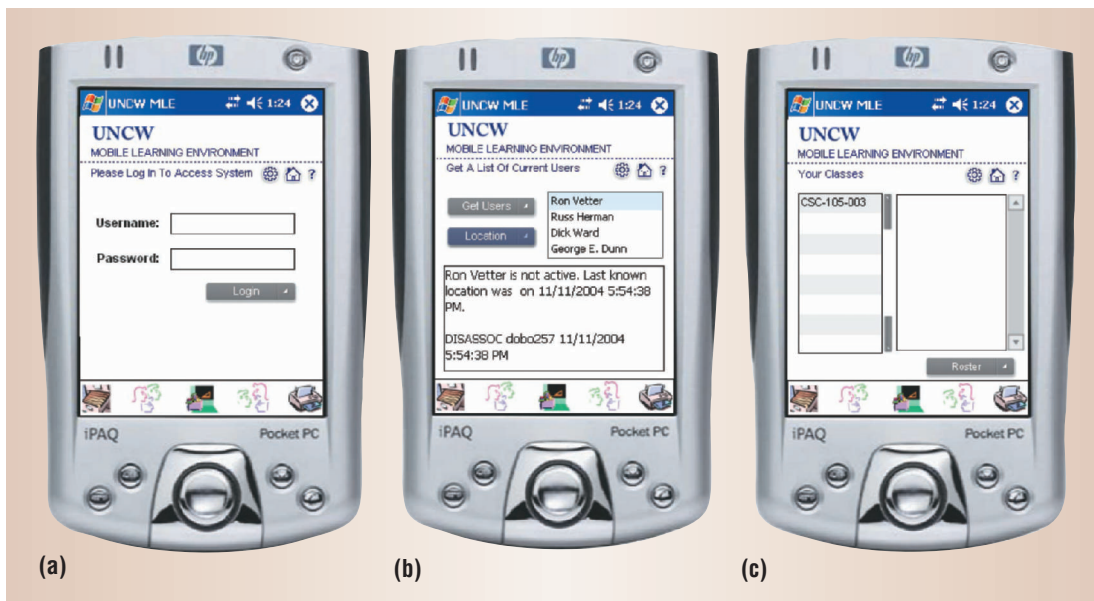 hp
UNCW MLE 1:24
UNCW
MOBILE LEARNING ENVIRONMENT
Please Log In To Access System ?
Username:
Password:
Login
iPAQ Pocket PC
(a)
hp
UNCW MLE 1:24
UNCW
MOBILE LEARNING ENVIRONMENT
Get A List Of Current Users ?
Get Users
Location
Ron Vetter
Russ Herman
Dick Ward
George E. Dunn
Ron Vetter is not active. Last known
location was on 11/11/2004 5:54:38
PM.
DISASSOC dobo257 11/11/2004
5:54:38 PM
iPAQ Pocket PC
(b)
hp
UNCW MLE 1:24
UNCW
MOBILE LEARNING ENVIRONMENT
Your Classes ?
CSC-105-003
Roster
iPAQ Pocket PC
(c)